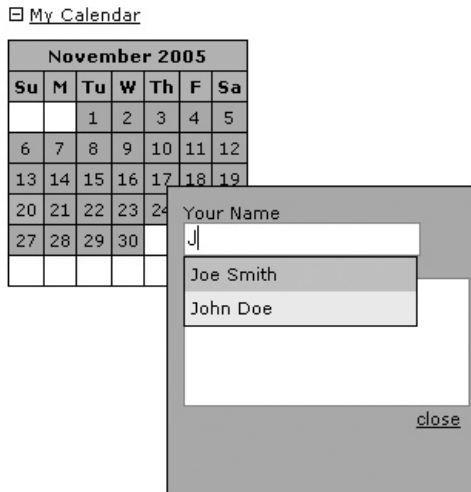 My Calendar
November 2005
Su M Tu W Th F Sa
1 2 3 4 5
6 7 8 9 10 11 12
13 14 15 16 17 18 19
20 21 22 23 24
27 28 29 30
Your Name
J
Joe Smith
John Doe
close